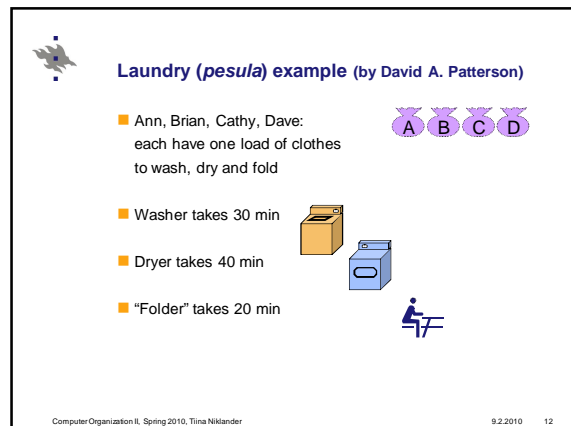 Laundry (pesula) example (by David A. Patterson)
Ann, Brian, Cathy, Dave:
each have one load of clothes
to wash, dry and fold
A B C D
Washer takes 30 min
Dryer takes 40 min
“Folder” takes 20 min
Computer Organization II, Spring 2010, Tiina Niklander 9.2.2010 12